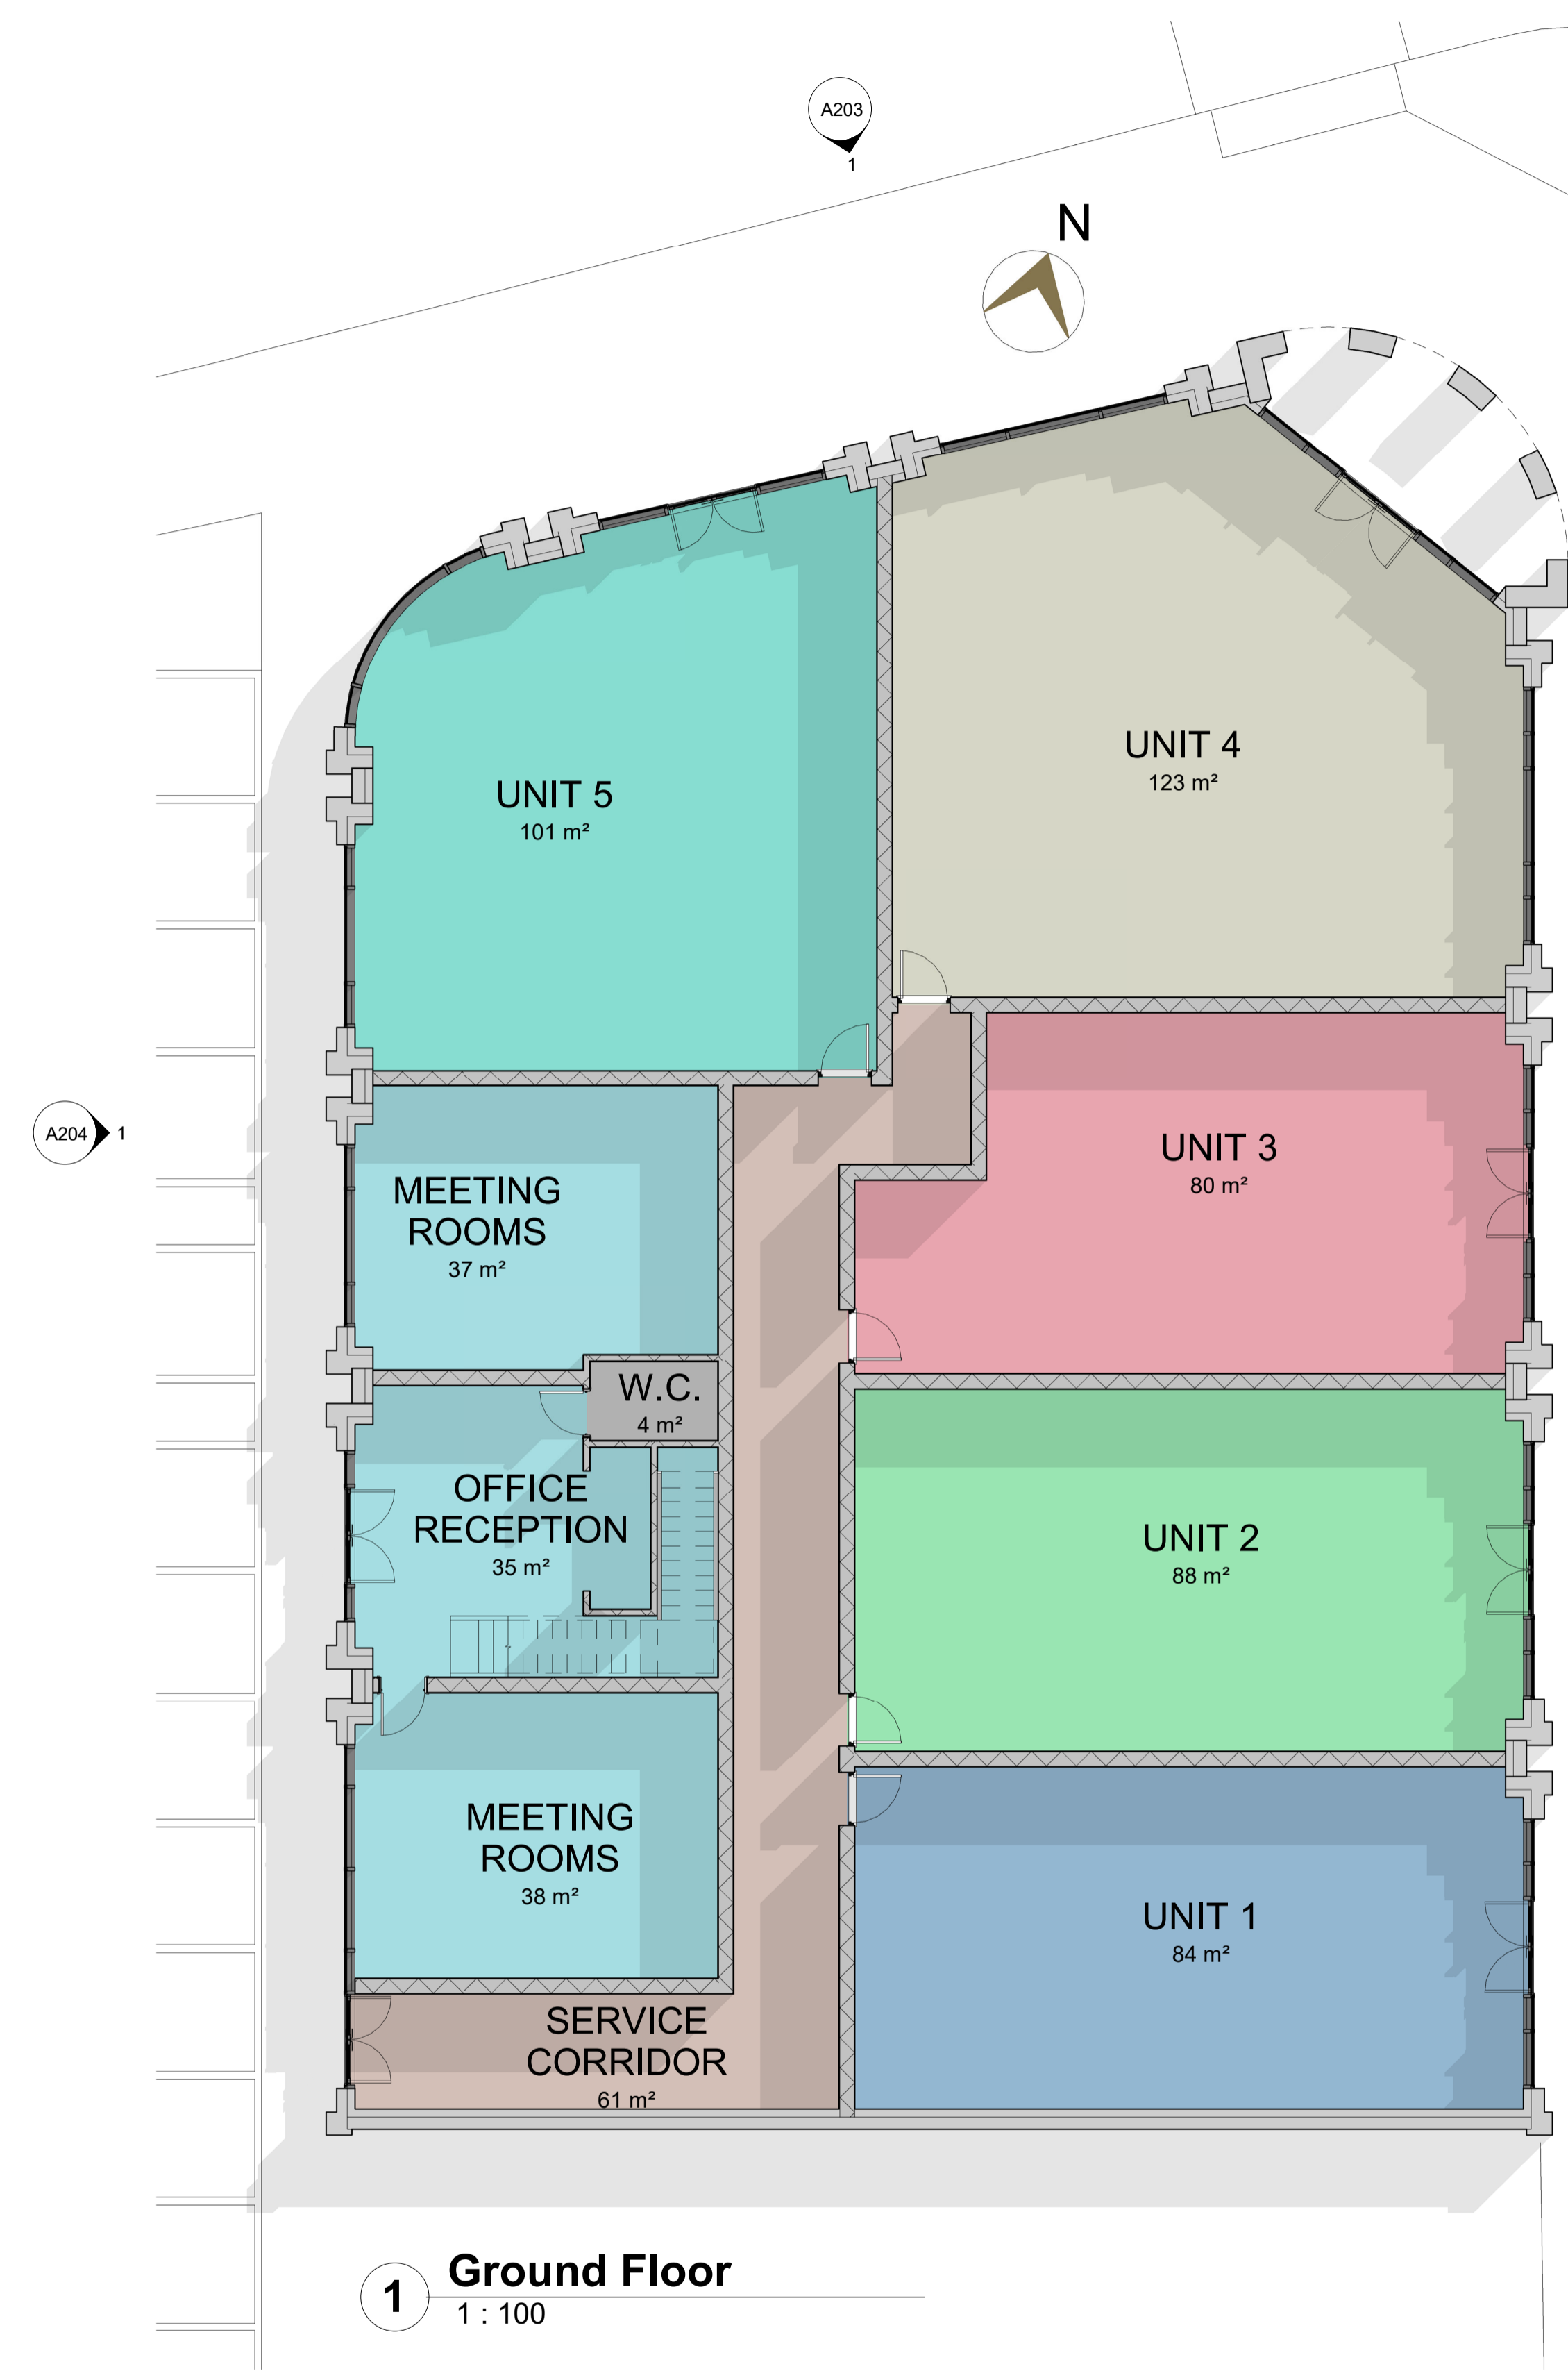 A203
1
N
UNIT 4
123 m²
UNIT 5
101 m²
A204
1
UNIT 3
80 m²
MEETING
ROOMS
37 m²
W.C.
4 m²
OFFICE
RECEPTION
35 m²
UNIT 2
88 m²
MEETING
ROOMS
38 m²
UNIT 1
84 m²
SERVICE
CORRIDOR
61 m²
1
Ground Floor
1 : 100